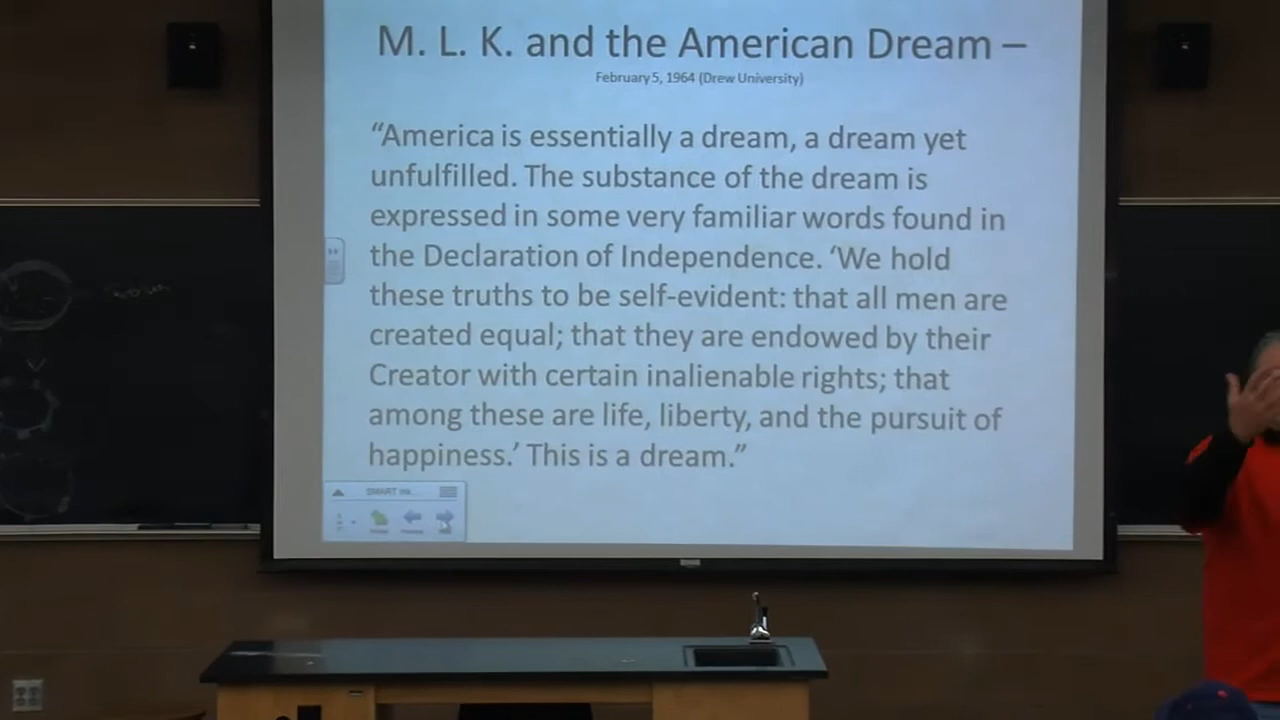 M. L. K. and the American Dream –
February 5, 1964 (Drew University)
“America is essentially a dream, a dream yet
unfulfilled. The substance of the dream is
expressed in some very familiar words found in
the Declaration of Independence. ‘We hold
these truths to be self-evident: that all men are
created equal; that they are endowed by their
Creator with certain inalienable rights; that
among these are life, liberty, and the pursuit of
happiness.’ This is a dream.”
SMART